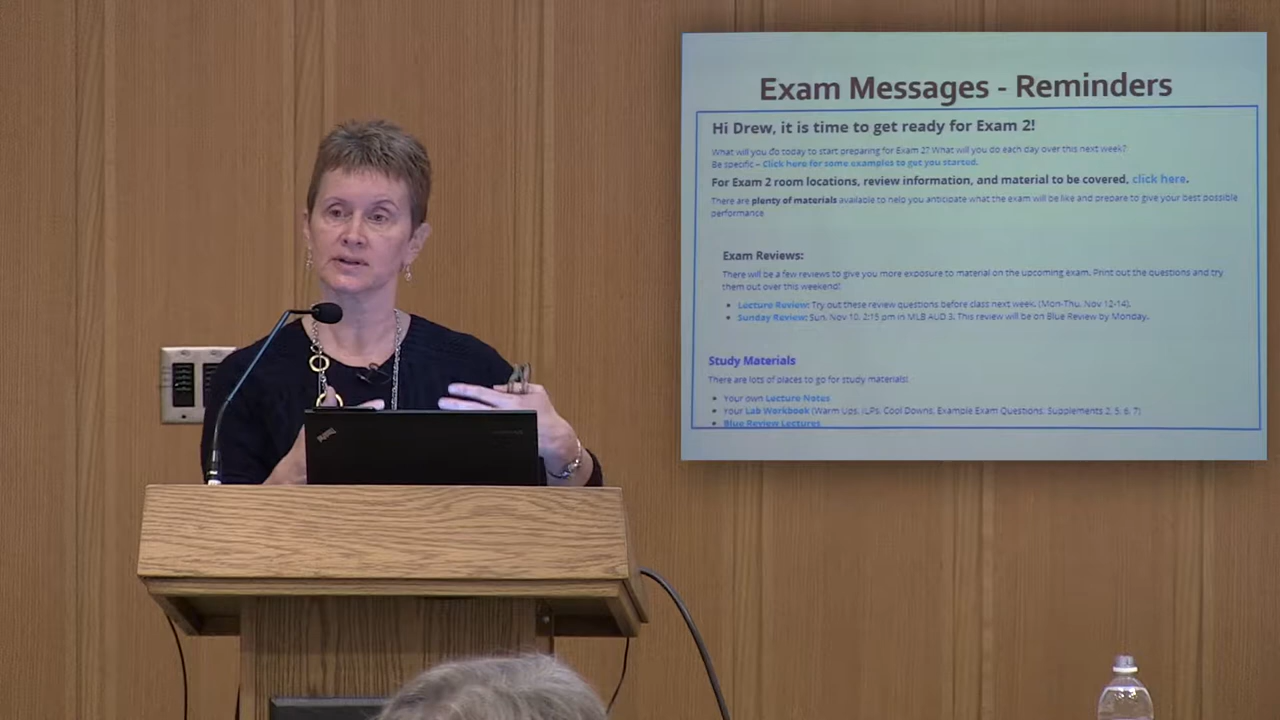 Exam Messages - Reminders
Hi Drew, it is time to get ready for Exam 2!
What will you do today to start preparing for Exam 2? What will you do each day over this next week?
Be specific – Click here for some examples to get you started.
For Exam 2 room locations, review information, and material to be covered, click here.
There are plenty of materials available to help you anticipate what the exam will be like and prepare to give your best possible
performance
Exam Reviews:
There will be a few reviews to give you more exposure to material on the upcoming exam. Print out the questions and try
them out over this weekend!
• Lecture Review: Try out these review questions before class next week. (Mon-Thu, Nov 12-14).
• Sunday Review: Sun, Nov 10, 2:15 pm in MLB AUD 3. This review will be on Blue Review by Monday.
Study Materials
There are lots of places to go for study materials!
• Your own Lecture Notes
• Your Lab Workbook (Warm Ups, ILPs, Cool Downs, Example Exam Questions, Supplements 2, 5, 6, 7)
• Blue Review Lectures
ThinkPad